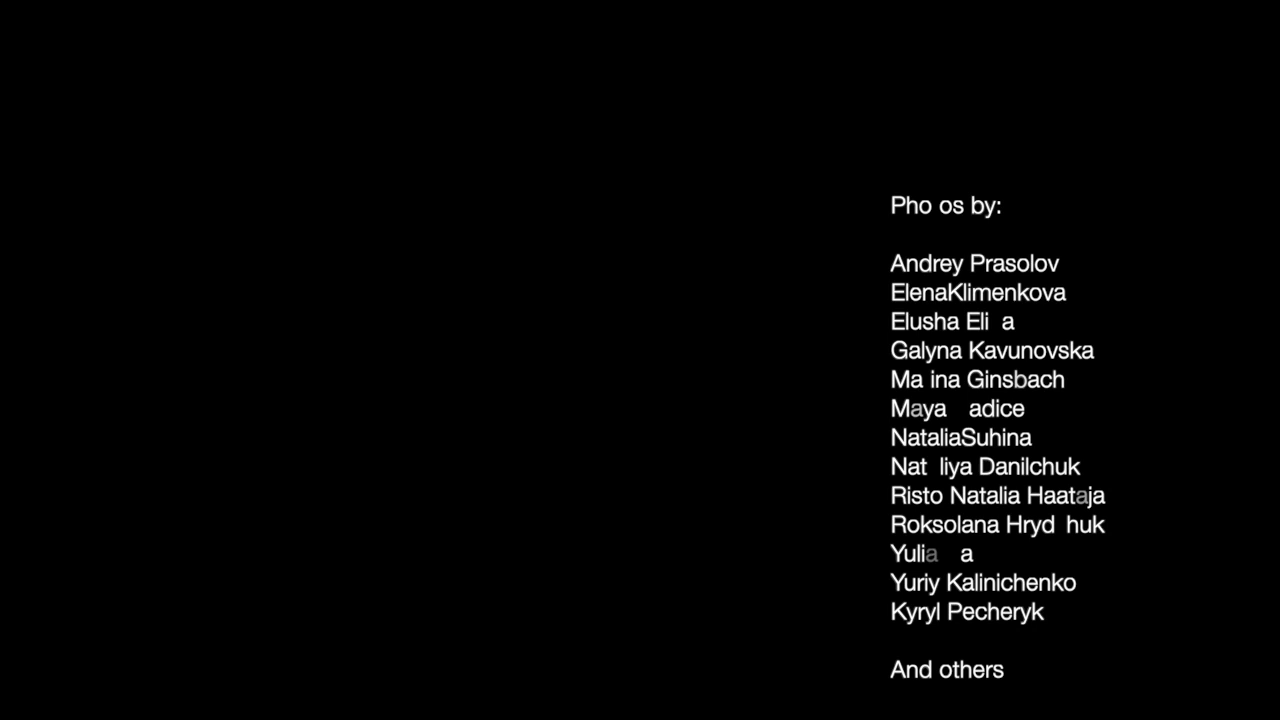 Pho os by:
Andrey Prasolov
ElenaKlimenkova
Elusha Eli  a
Galyna Kavunovska
Ma ina Ginsbach
Maya    adice
NataliaSuhina
Nat  liya Danilchuk
Risto Natalia Haataja
Roksolana Hryd  huk
Yulia    a
Yuriy Kalinichenko
Kyryl Pecheryk
And others